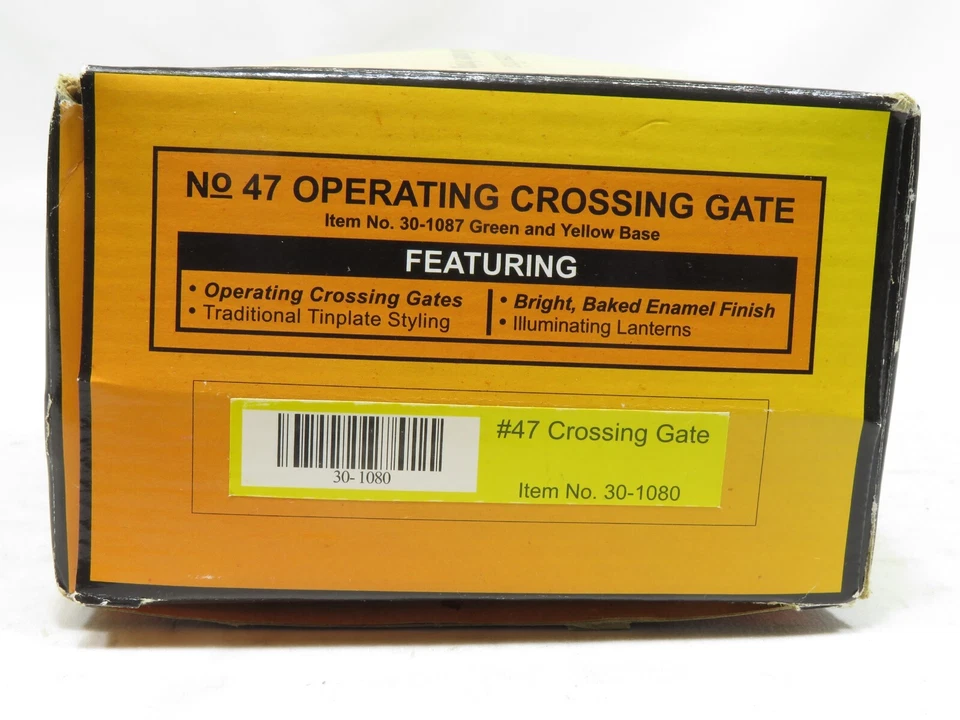 No 47 OPERATING CROSSING GATE
Item No. 30-1087 Green and Yellow Base
FEATURING
• Operating Crossing Gates
• Traditional Tinplate Styling
• Bright, Baked Enamel Finish
• Illuminating Lanterns
#47 Crossing Gate
30-1080
Item No. 30-1080